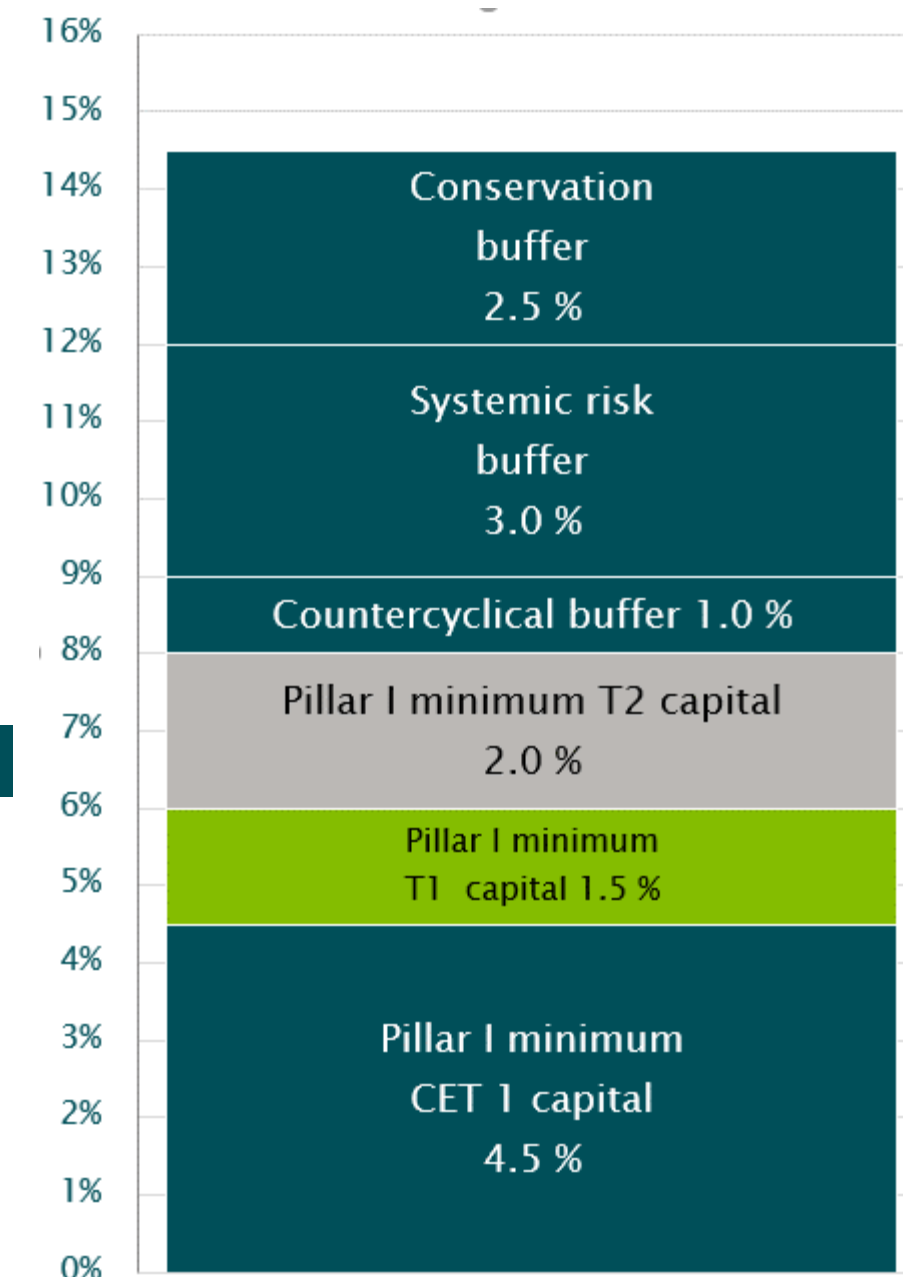 16%
15%
14%
13%
12%
11%
10%
9%
8%
7%
6%
5%
4%
3%
2%
1%
0%
Conservation
buffer
2.5 %
Systemic risk
buffer
3.0 %
Countercyclical buffer 1.0 %
Pillar I minimum T2 capital
2.0 %
Pillar I minimum
T1 capital 1.5 %
Pillar I minimum
CET 1 capital
4.5 %